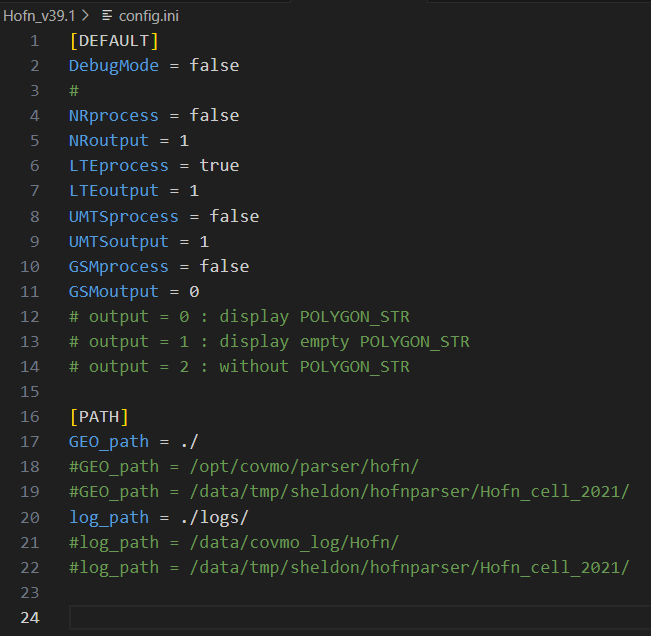 Hofn_v39.1 > config.ini
1 [DEFAULT]
2 DebugMode = false
3 #
4 NRprocess = false
5 NRoutput = 1
6 LTEprocess = true
7 LTEoutput = 1
8 UMTSprocess = false
9 UMTSoutput = 1
10 GSMprocess = false
11 GSMoutput = 0
12 # output = 0 : display POLYGON_STR
13 # output = 1 : display empty POLYGON_STR
14 # output = 2 : without POLYGON_STR
15
16 [PATH]
17 GEO_path = ./
18 #GEO_path = /opt/covmo/parser/hofn/
19 #GEO_path = /data/tmp/sheldon/hofnparser/Hofn_cell_2021/
20 log_path = ./logs/
21 #log_path = /data/covmo_log/Hofn/
22 #log_path = /data/tmp/sheldon/hofnparser/Hofn_cell_2021/
23
24